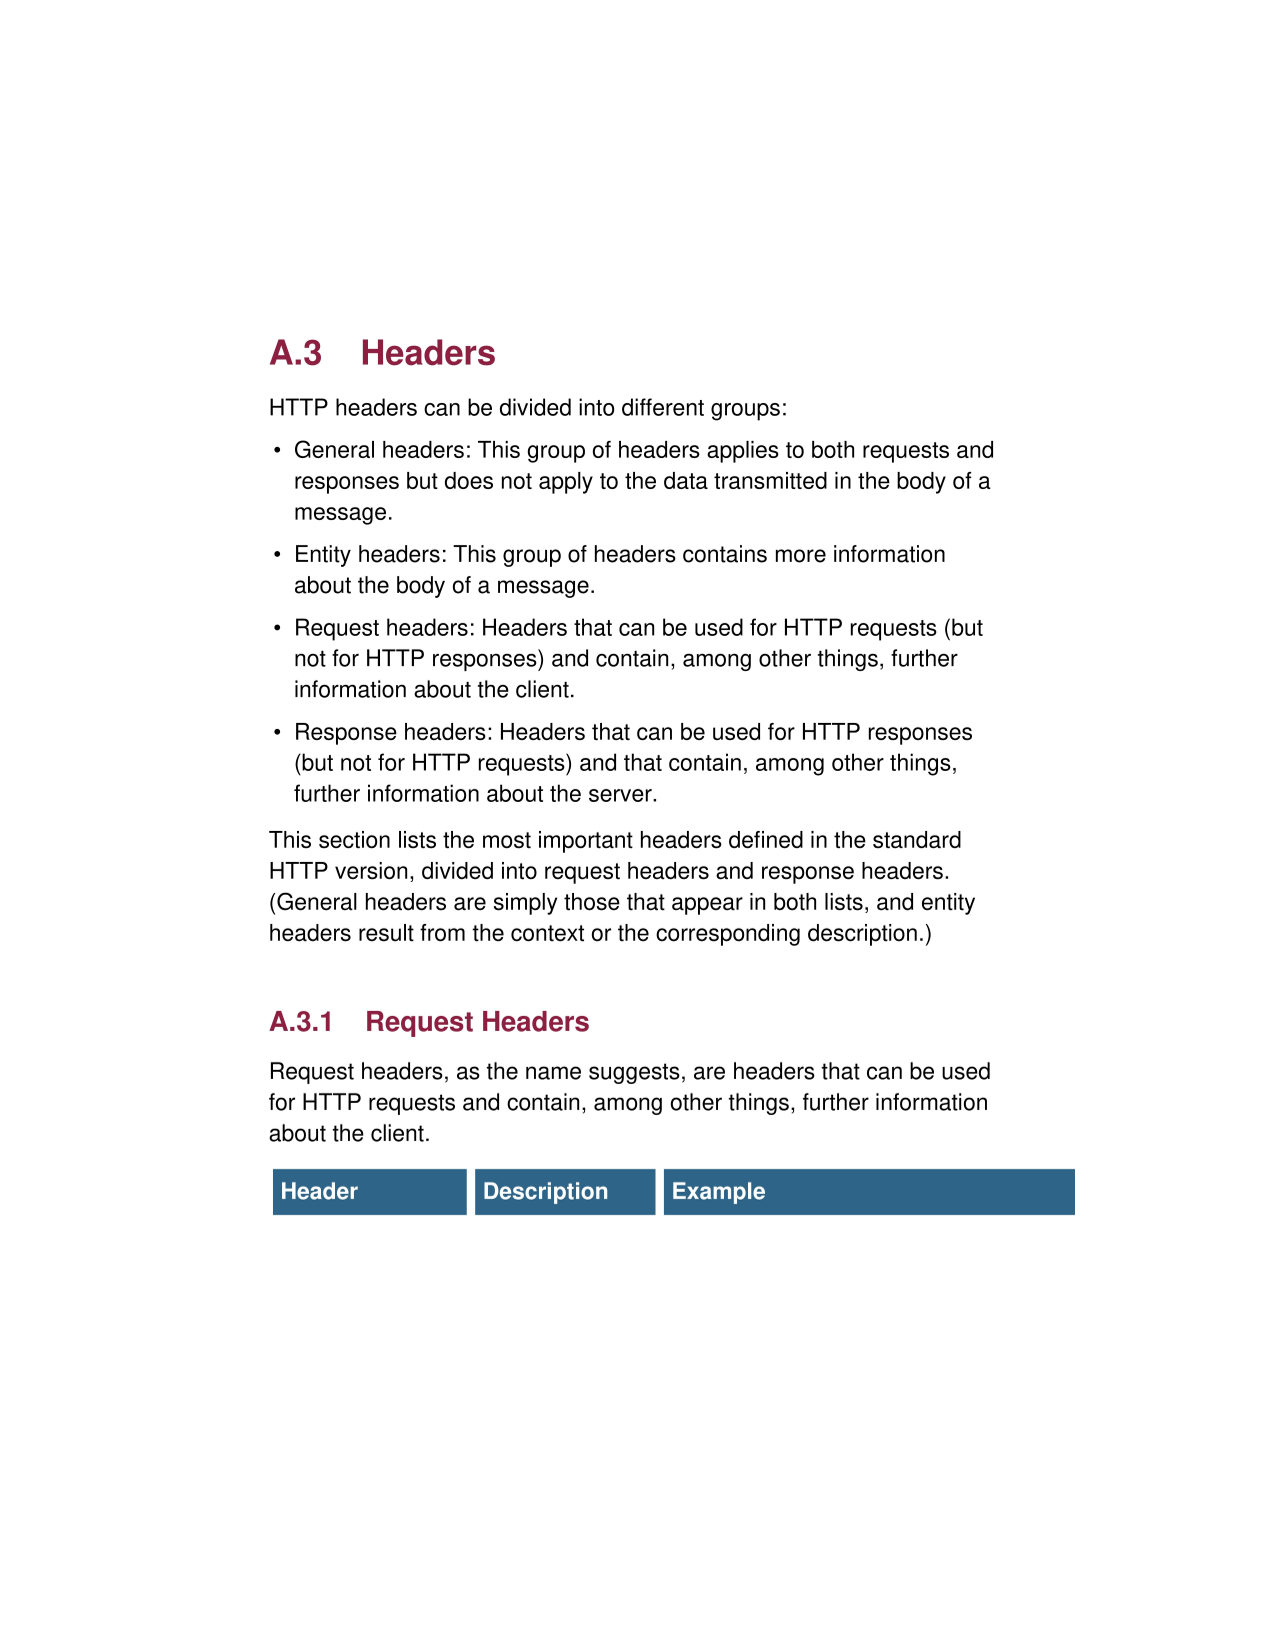 A.3 Headers
HTTP headers can be divided into different groups:
• General headers: This group of headers applies to both requests and
responses but does not apply to the data transmitted in the body of a
message.
• Entity headers: This group of headers contains more information
about the body of a message.
• Request headers: Headers that can be used for HTTP requests (but
not for HTTP responses) and contain, among other things, further
information about the client.
• Response headers: Headers that can be used for HTTP responses
(but not for HTTP requests) and that contain, among other things,
further information about the server.
This section lists the most important headers defined in the standard
HTTP version, divided into request headers and response headers.
(General headers are simply those that appear in both lists, and entity
headers result from the context or the corresponding description.)
A.3.1 Request Headers
Request headers, as the name suggests, are headers that can be used
for HTTP requests and contain, among other things, further information
about the client.
Header Description Example